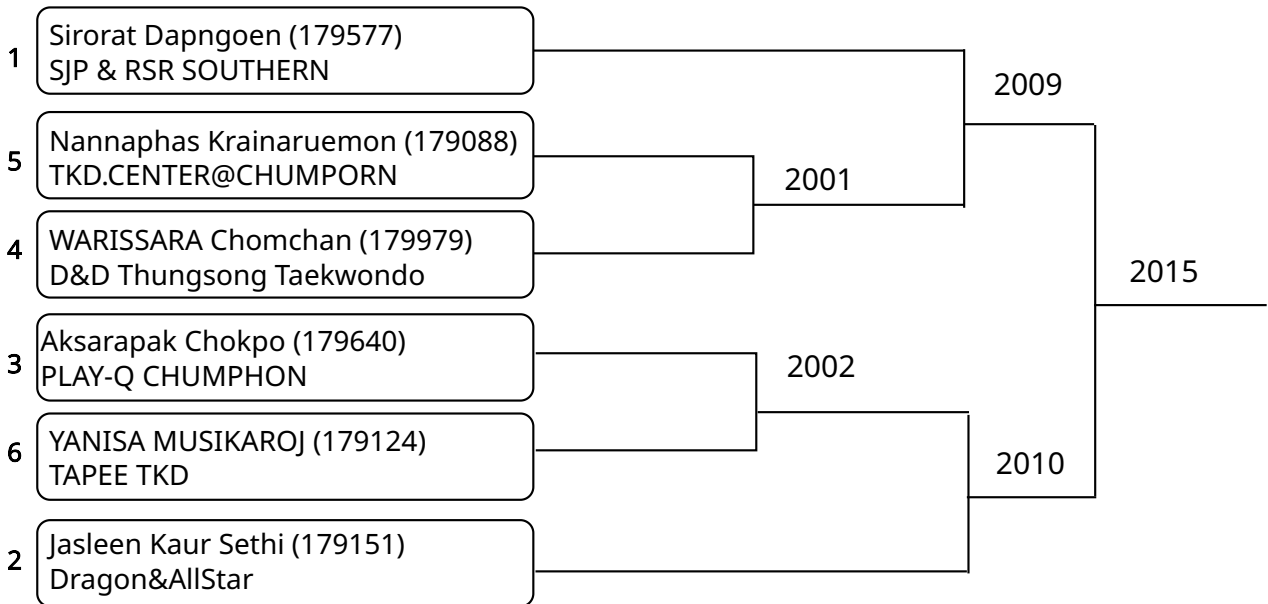 1
Sirorat Dapngoen (179577)
SJP & RSR SOUTHERN
2009
5
Nannaphas Krainaruemon (179088)
TKD.CENTER@CHUMPORN
2001
4
WARISSARA Chomchan (179979)
D&D Thungsong Taekwondo
2015
3
Aksarapak Chokpo (179640)
PLAY-Q CHUMPHON
2002
6
YANISA MUSIKAROJ (179124)
TAPEE TKD
2010
2
Jasleen Kaur Sethi (179151)
Dragon&AllStar